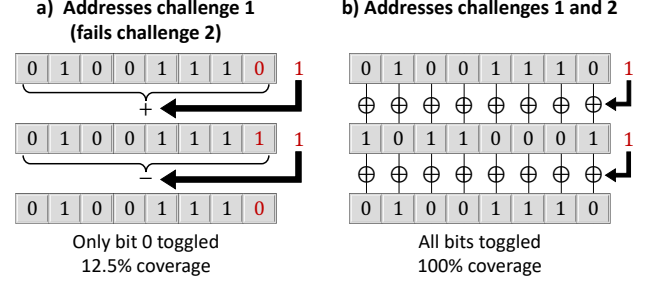 a) Addresses challenge 1
(fails challenge 2)
0 1 0 0 1 1 1 0 1
+
0 1 0 0 1 1 1 1 1
−
0 1 0 0 1 1 1 0
Only bit 0 toggled
12.5% coverage
b) Addresses challenges 1 and 2
0 1 0 0 1 1 1 0 1
⊕ ⊕ ⊕ ⊕ ⊕ ⊕ ⊕ ⊕
1 0 1 1 0 0 0 1 1
⊕ ⊕ ⊕ ⊕ ⊕ ⊕ ⊕ ⊕
0 1 0 0 1 1 1 0
All bits toggled
100% coverage